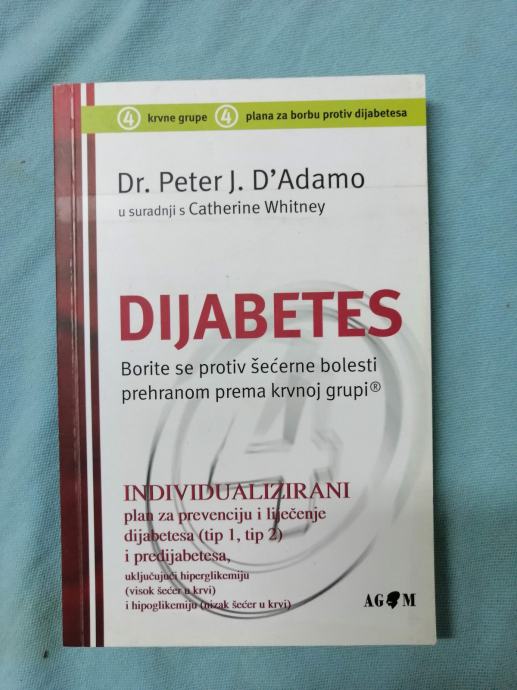 4 krvne grupe 4 plana za borbu protiv dijabetesa
Dr. Peter J. D'Adamo
u suradnji s Catherine Whitney
DIJABETES
Borite se protiv šećerne bolesti
prehranom prema krvnoj grupi®
4
INDIVIDUALIZIRANI
plan za prevenciju i liječenje
dijabetesa (tip 1, tip 2)
i predijabetesa,
uključujući hiperglikemiju
(visok šećer u krvi)
i hipoglikemiju (nizak šećer u krvi)
AGM